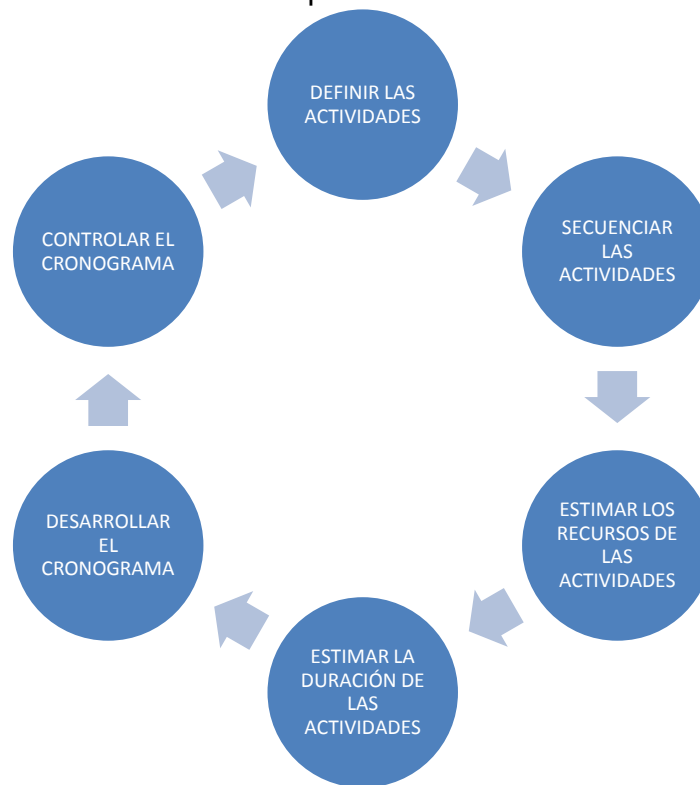 DEFINIR LAS
ACTIVIDADES
SECUENCIAR
LAS
ACTIVIDADES
ESTIMAR LOS
RECURSOS DE
LAS
ACTIVIDADES
ESTIMAR LA
DURACIÓN DE
LAS
ACTIVIDADES
DESARROLLAR
EL
CRONOGRAMA
CONTROLAR EL
CRONOGRAMA